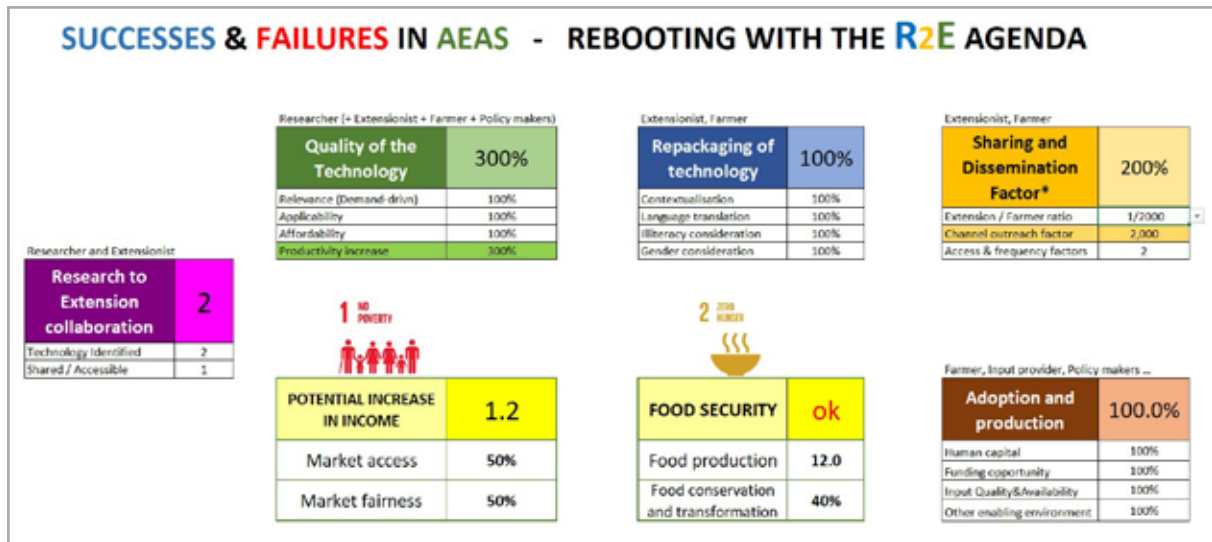 SUCCESSES & FAILURES IN AEAS - REBOOTING WITH THE R2E AGENDA
Researcher (+ Extensionist + Farmer + Policy makers)
Quality of the
Technology
300%
Relevance (Demand-drivn) 100%
Applicability 100%
Affordability 100%
Productivity increase 300%
Extensionist, Farmer
Repackaging of
technology
100%
Contextualisation 100%
Language translation 100%
Illiteracy consideration 100%
Gender consideration 100%
Extensionist, Farmer
Sharing and
Dissemination
Factor*
200%
Extension / Farmer ratio 1/2000
Channel outreach factor 2,000
Access & frequency factors 2
Researcher and Extensionist
Research to
Extension
collaboration
2
Technology Identified 2
Shared / Accessible 1
1 NO
POVERTY
POTENTIAL INCREASE
IN INCOME
1.2
Market access 50%
Market fairness 50%
2 ZERO
HUNGER
FOOD SECURITY ok
Food production 12.0
Food conservation
and transformation
40%
Farmer, Input provider, Policy makers ...
Adoption and
production
100.0%
Human capital 100%
Funding opportunity 100%
Input Quality&Availability 100%
Other enabling environment 100%